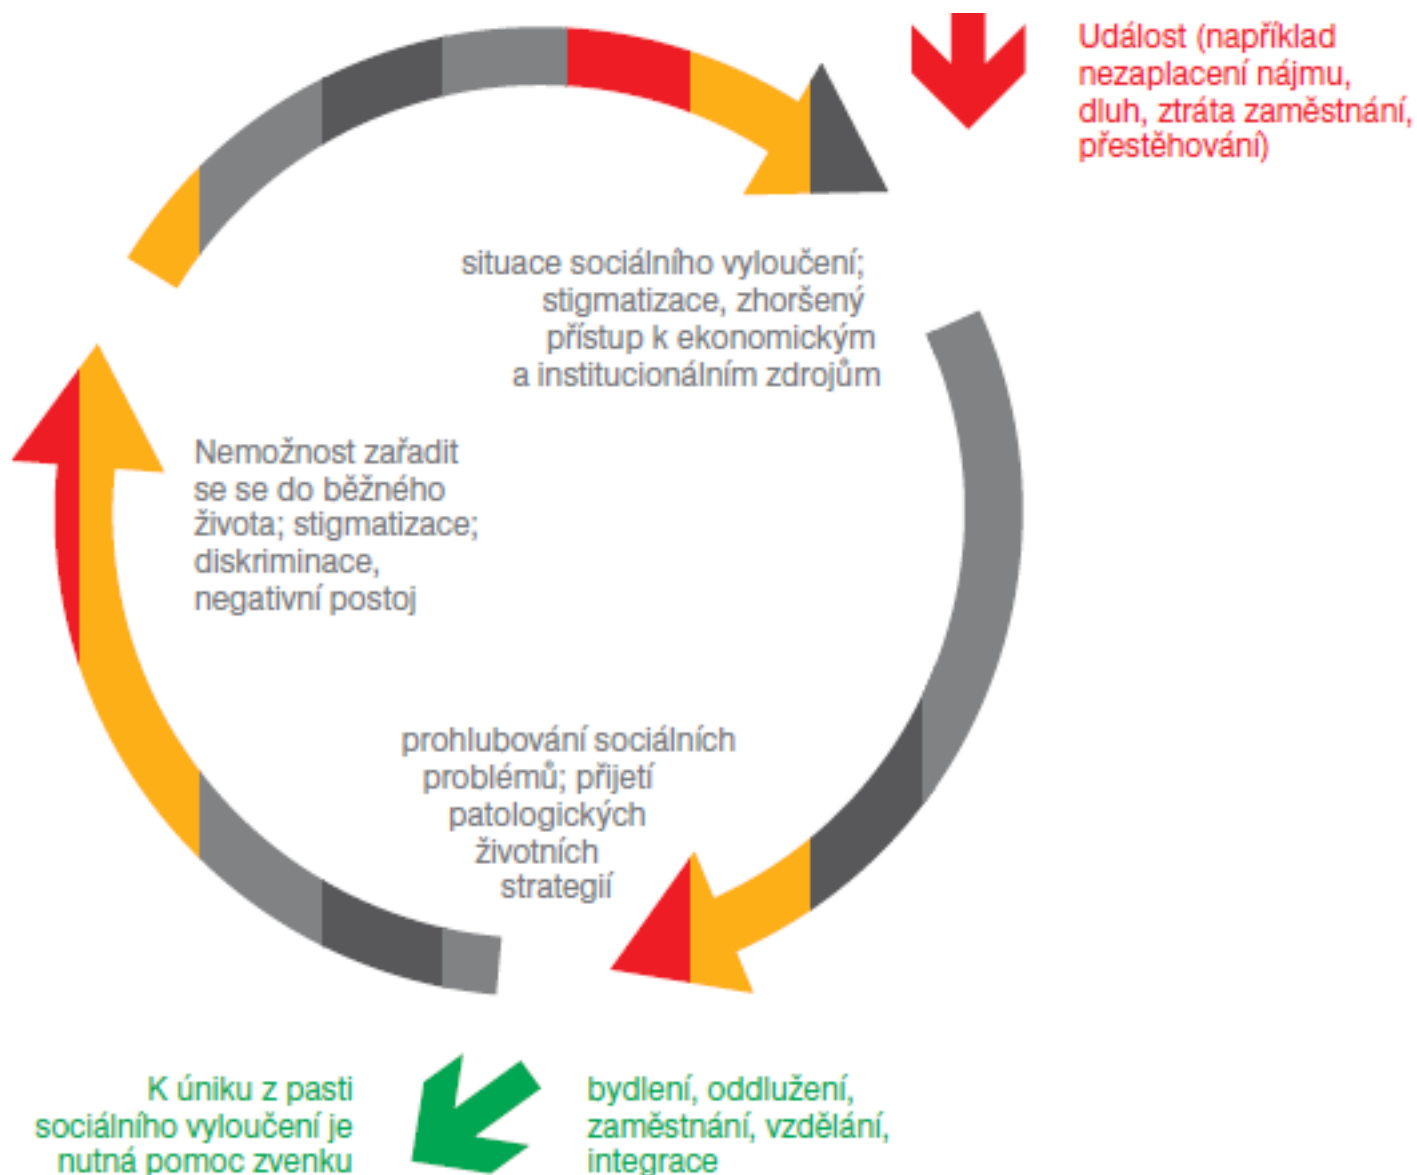 Událost (například
nezaplacení nájmu,
dluh, ztráta zaměstnání,
přestěhování)
situace sociálního vyloučení;
stigmatizace, zhoršený
přístup k ekonomickým
a institucionálním zdrojům
Nemožnost zařadit
se se do běžného
života; stigmatizace;
diskriminace,
negativní postoj
prohlubování sociálních
problémů; přijetí
patologických
životních
strategií
K úniku z pasti
sociálního vyloučení je
nutná pomoc zvenku
bydlení, oddlužení,
zaměstnání, vzdělání,
integrace